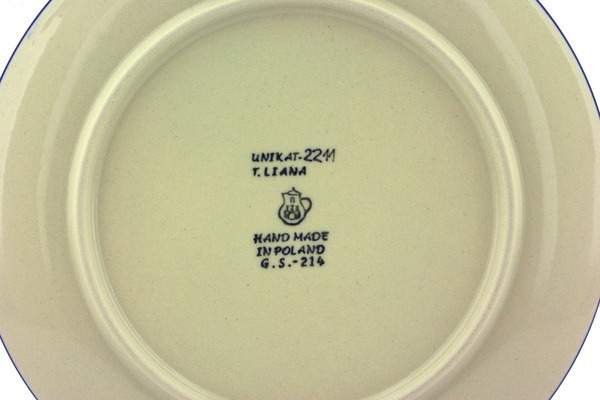 UNIKAT-2211
T. LIANA
HAND MADE
IN POLAND
G.S.-214